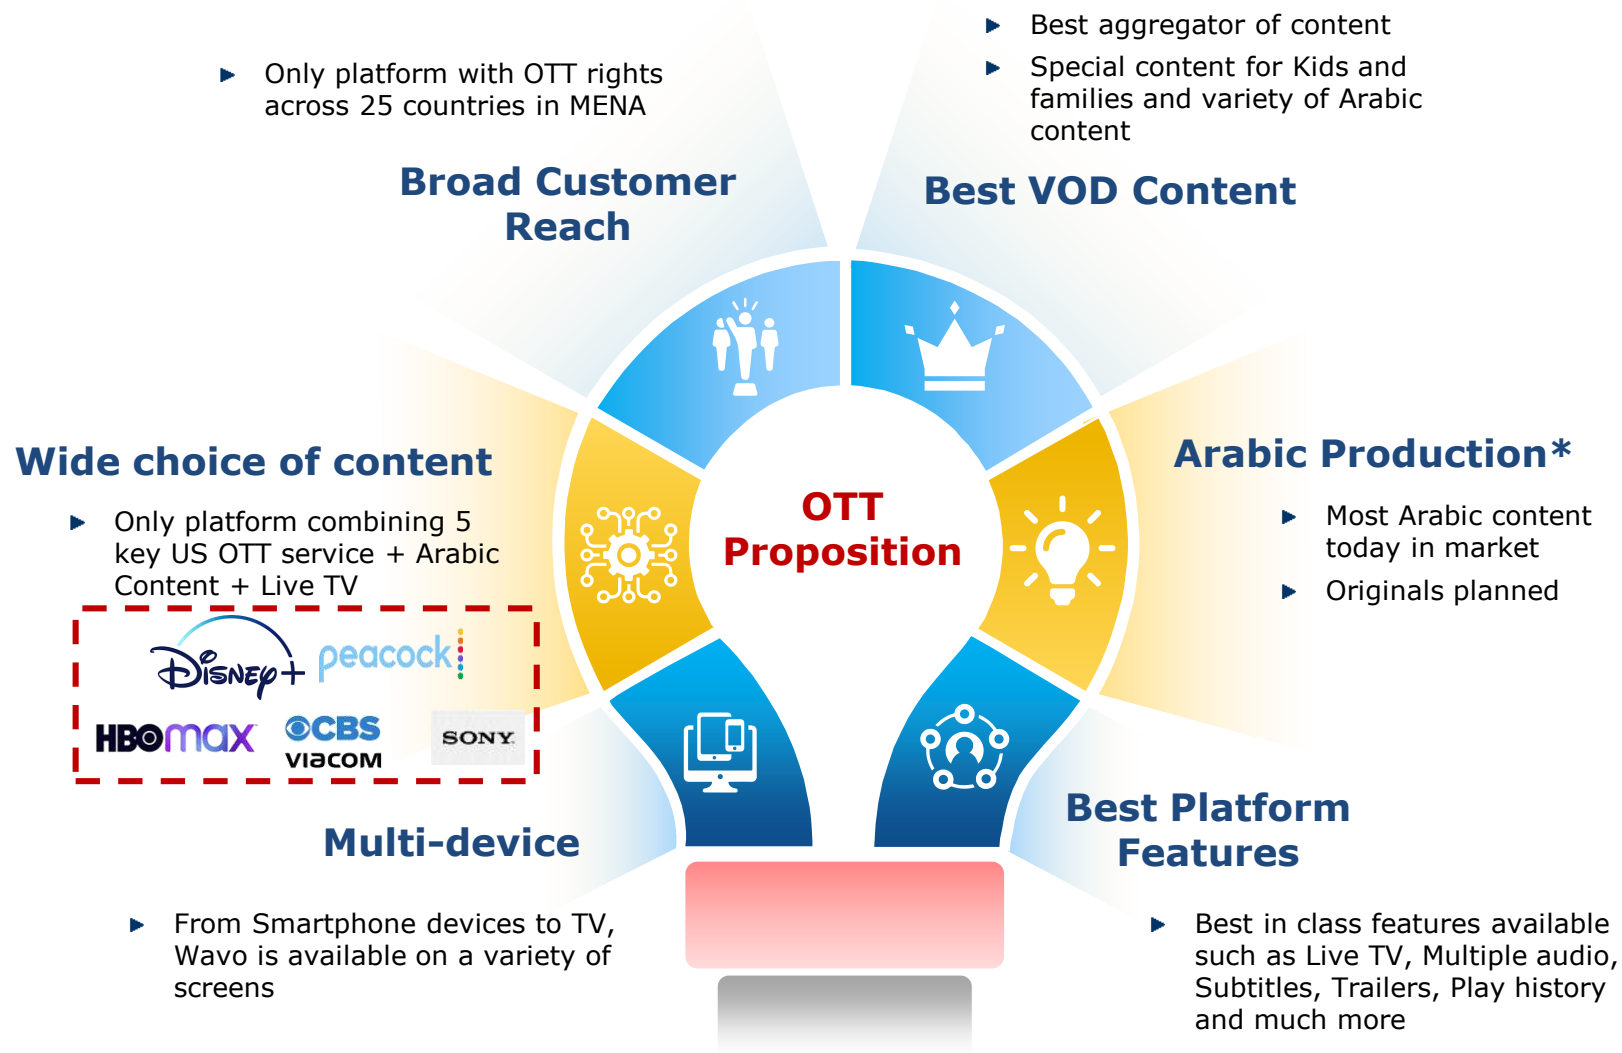 Only platform with OTT rights
across 25 countries in MENA
Broad Customer
Reach
Best aggregator of content
Special content for Kids and
families and variety of Arabic
content
Best VOD Content
Wide choice of content
Only platform combining 5
key US OTT service + Arabic
Content + Live TV
Disney+
peacock
HBOmax
CBS
VIACOM
SONY
OTT
Proposition
Arabic Production*
Most Arabic content
today in market
Originals planned
Multi-device
From Smartphone devices to TV,
Wavo is available on a variety of
screens
Best Platform
Features
Best in class features available
such as Live TV, Multiple audio,
Subtitles, Trailers, Play history
and much more